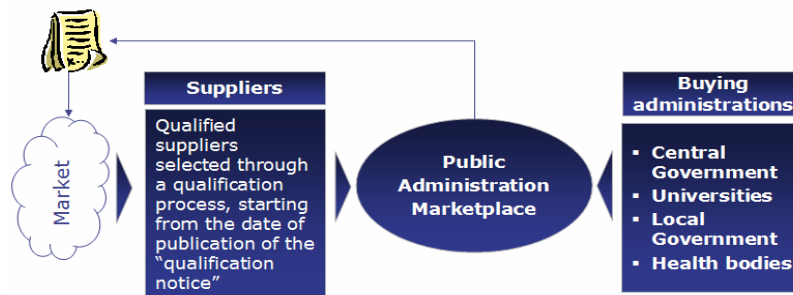 Market
Suppliers
Qualified
suppliers
selected through
a qualification
process, starting
from the date of
publication of the
“qualification
notice”
Public
Administration
Marketplace
Buying
administrations
▪ Central
Government
▪ Universities
▪ Local
Government
▪ Health bodies